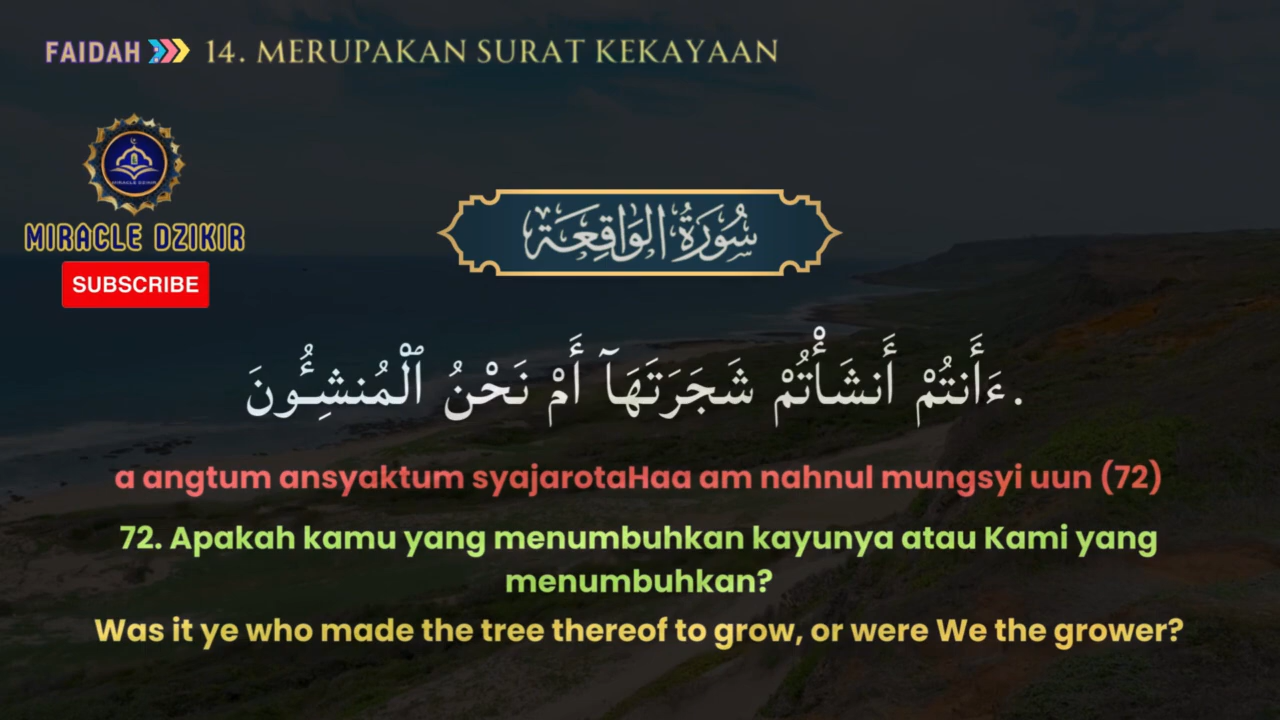 FAIDAH 14. MERUPAKAN SURAT KEKAYAAN
MIRACLE DZIKIR
MIRACLE DZIKIR
SUBSCRIBE
سُورَةُ الوَاقِعَة
ءَأَنتُمْ أَنشَأْتُمْ شَجَرَتَهَآ أَمْ نَحْنُ ٱلْمُنشِـُٔونَ.
a angtum ansyaktum syajarotaHaa am nahnul mungsyi uun (72)
72. Apakah kamu yang menumbuhkan kayunya atau Kami yang
menumbuhkan?
Was it ye who made the tree thereof to grow, or were We the grower?